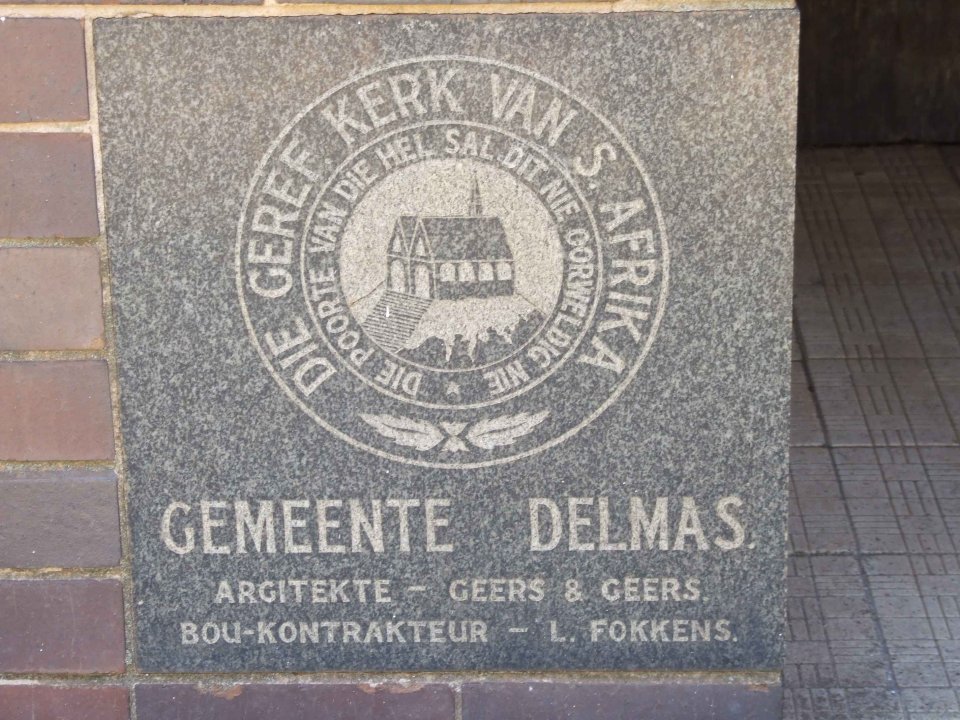 DIE GEREF. KERK VAN S. AFRIKA
DIE POORTE VAN DIE HEL SAL DIT NIE OORWELDIG NIE
GEMEENTE DELMAS.
ARGITEKTE – GEERS & GEERS.
BOU-KONTRAKTEUR – L. FOKKENS.